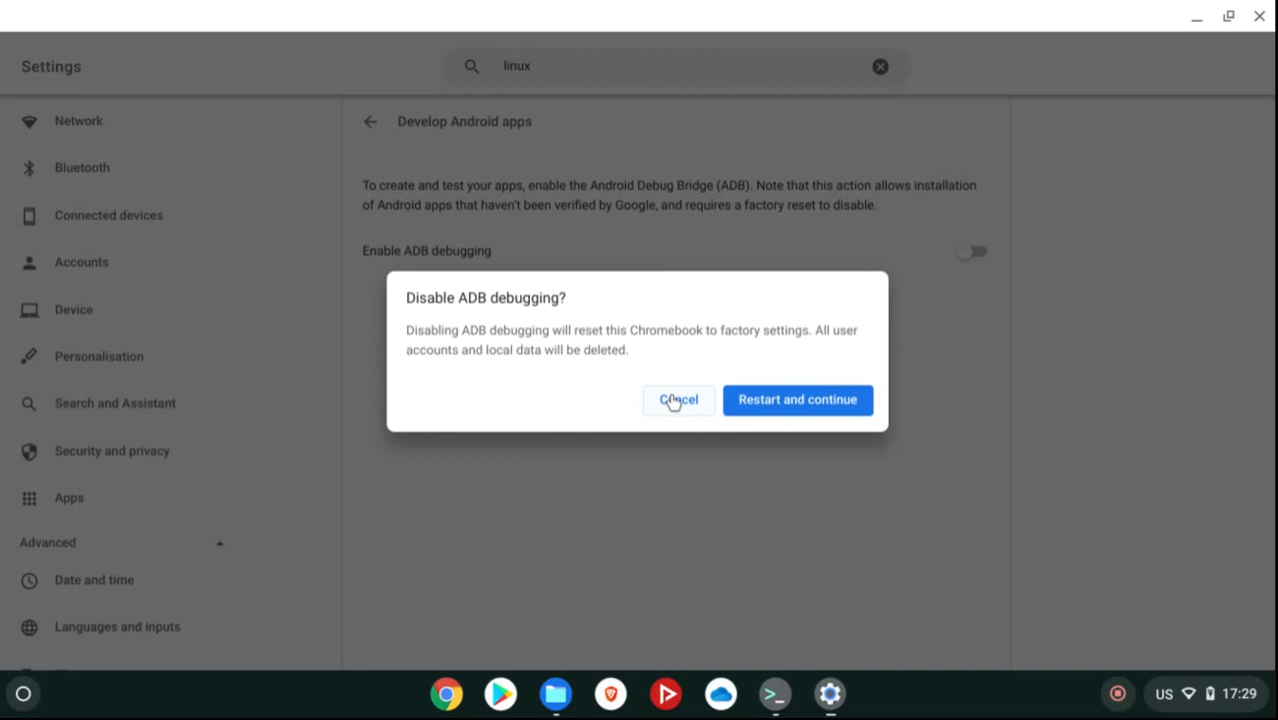 Settings
linux
Network
Bluetooth
Connected devices
Accounts
Device
Personalisation
Search and Assistant
Security and privacy
Apps
Advanced
Date and time
Languages and inputs
Develop Android apps
To create and test your apps, enable the Android Debug Bridge (ADB). Note that this action allows installation
of Android apps that haven't been verified by Google, and requires a factory reset to disable.
Enable ADB debugging
Disable ADB debugging?
Disabling ADB debugging will reset this Chromebook to factory settings. All user
accounts and local data will be deleted.
Cancel
Restart and continue
US
17:29